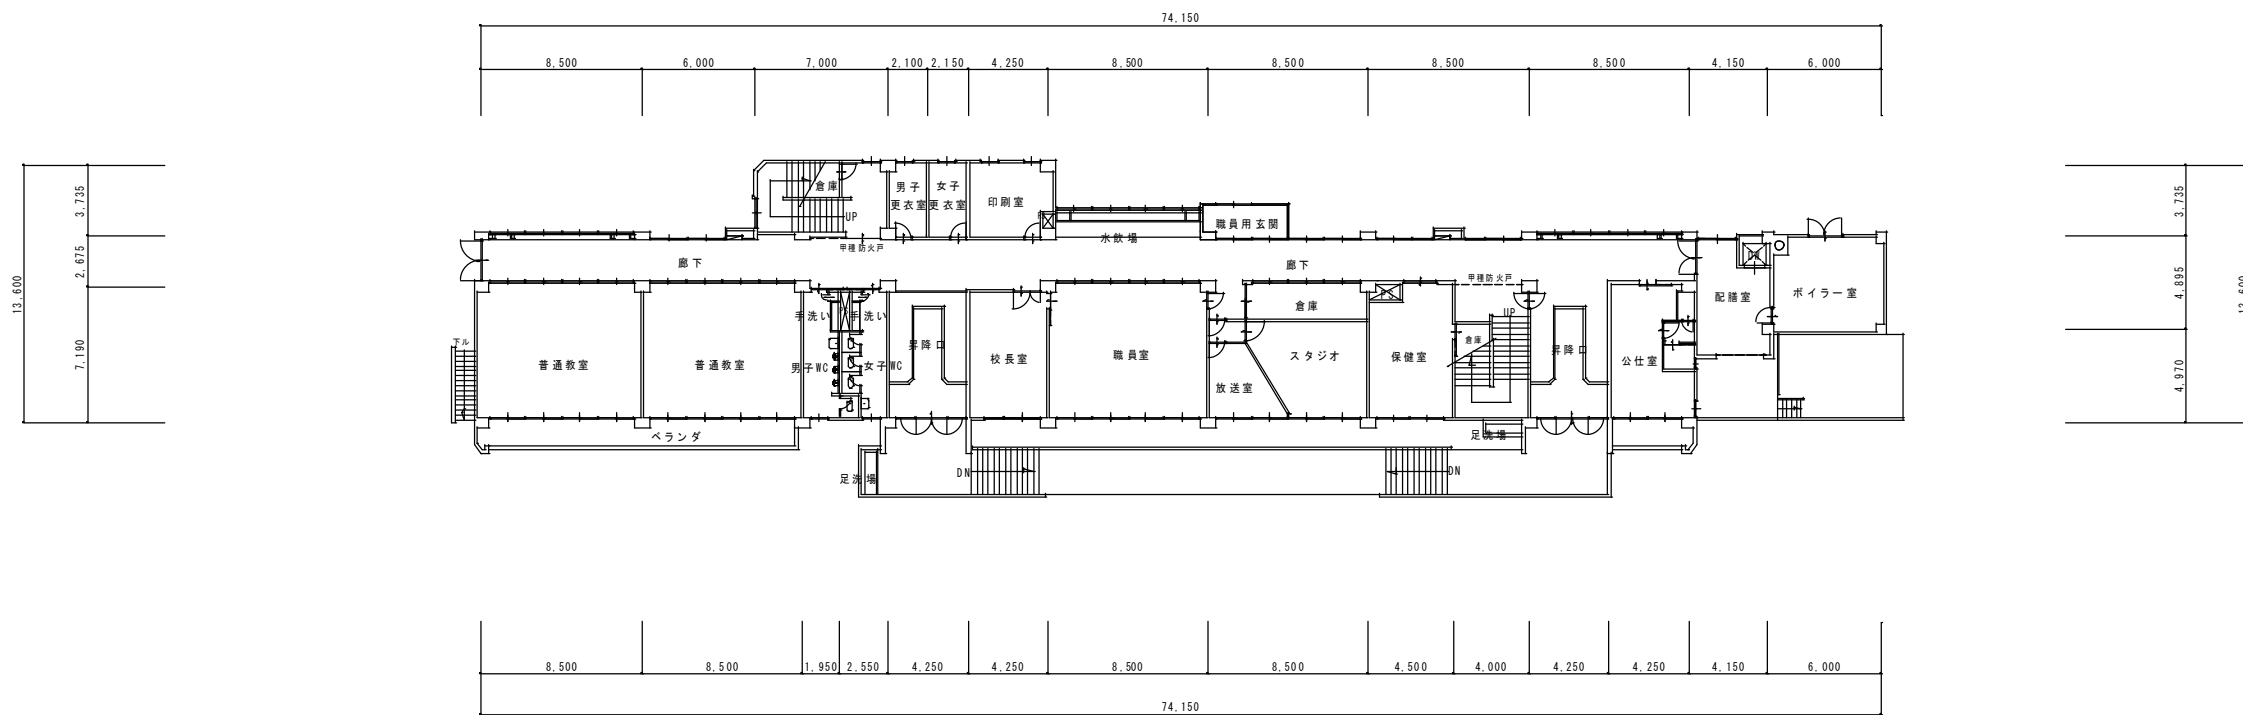 74,150
8,500
6,000
7,000
2,100
2,150
4,250
8,500
8,500
8,500
8,500
4,150
6,000
13,600
3,735
2,675
7,190
3,735
4,895
4,970
13,600
倉庫
UP
男子
更衣室
女子
更衣室
印刷室
甲種防火戸
水飲場
職員用玄関
廊下
廊下
甲種防火戸
DW
配膳室
ボイラー室
手洗い
PS
手洗い
倉庫
PS
UP
倉庫
下ル
普通教室
普通教室
男子WC
女子WC
昇降口
校長室
職員室
放送室
スタジオ
保健室
昇降口
公仕室
ベランダ
足洗場
足洗場
DN
DN
8,500
8,500
1,950
2,550
4,250
4,250
8,500
8,500
4,500
4,000
4,250
4,250
4,150
6,000
74,150